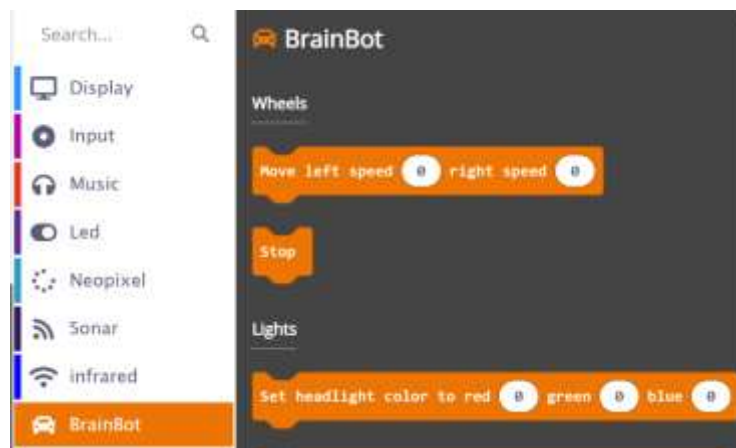 Search...
Display
Input
Music
Led
Neopixel
Sonar
infrared
BrainBot
BrainBot
Wheels
Move left speed 0 right speed 0
Stop
Lights
Set headlight color to red 0 green 0 blue 0